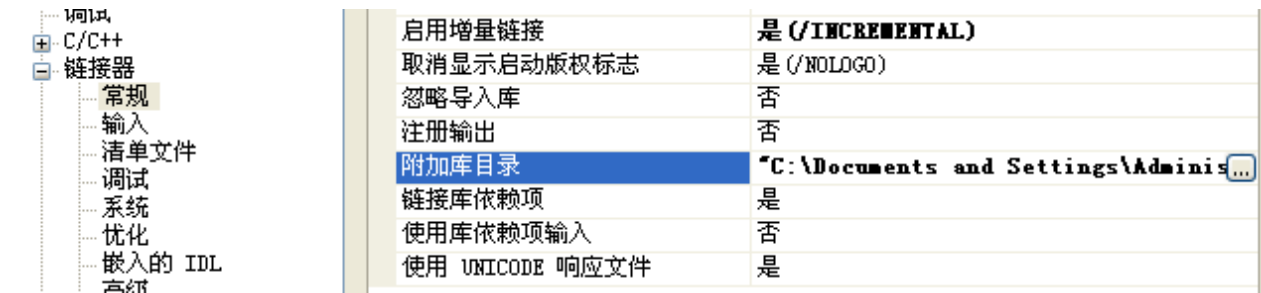 调试
C/C++
链接器
常规
输入
清单文件
调试
系统
优化
嵌入的 IDL
高级
启用增量链接 是(/INCREMENTAL)
取消显示启动版权标志 是(/NOLOGO)
忽略导入库 否
注册输出 否
附加库目录 "C:\Documents and Settings\Adminis...
链接库依赖项 是
使用库依赖项输入 否
使用 UNICODE 响应文件 是